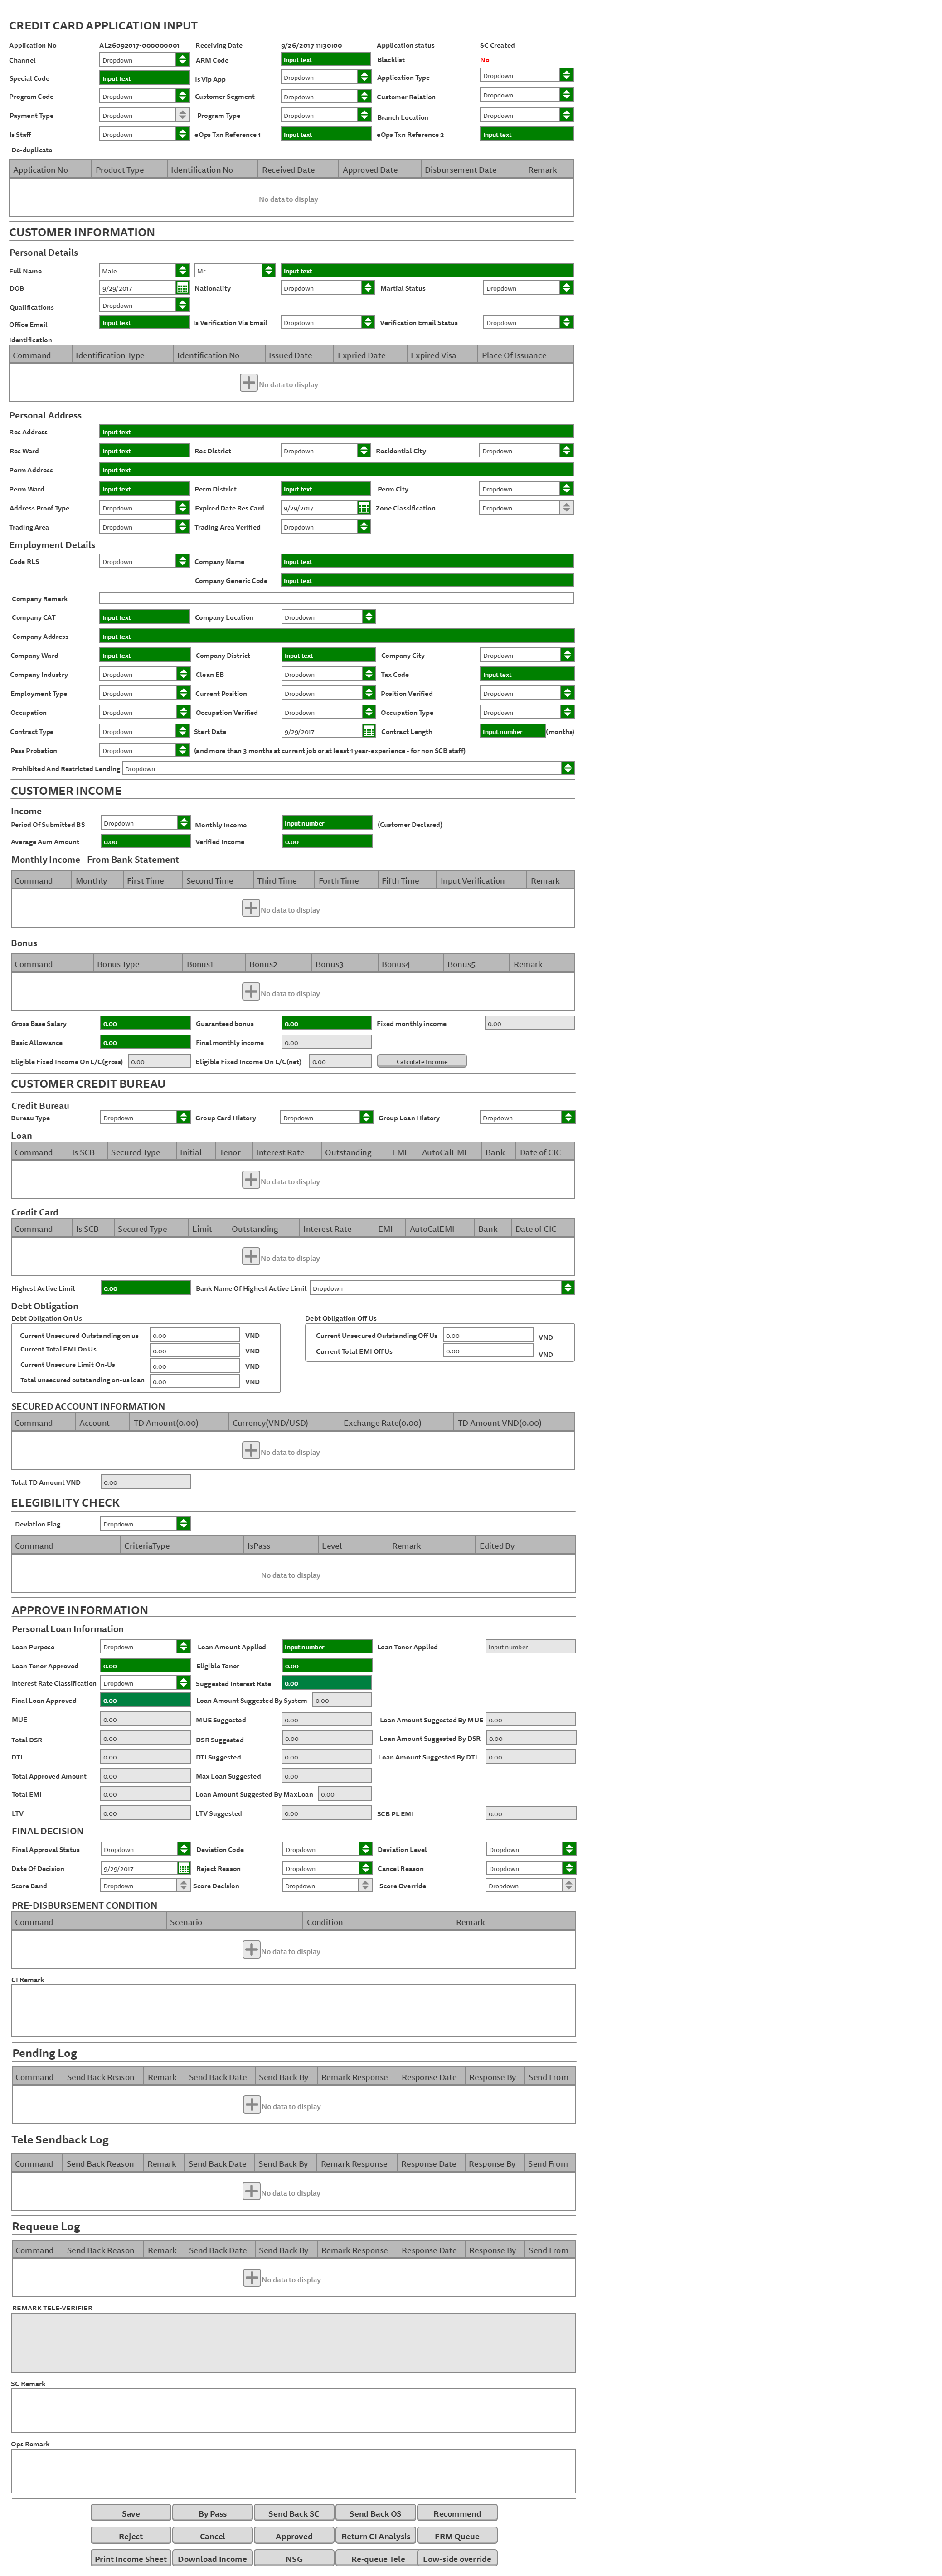 CREDIT CARD APPLICATION INPUT
Application No AL26092017-000000001 Receiving Date 9/26/2017 11:30:00 Application status SC Created
Channel Dropdown ARM Code Input text Blacklist No
Special Code Input text Is Vip App Dropdown Application Type Dropdown
Program Code Dropdown Customer Segment Dropdown Customer Relation Dropdown
Payment Type Dropdown Program Type Dropdown Branch Location Dropdown
Is Staff Dropdown eOps Txn Reference 1 Input text eOps Txn Reference 2 Input text
De-duplicate
Application No Product Type Identification No Received Date Approved Date Disbursement Date Remark
No data to display
CUSTOMER INFORMATION
Personal Details
Full Name Male Mr Input text
DOB 9/29/2017 Nationality Dropdown Martial Status Dropdown
Qualifications Dropdown
Office Email Input text Is Verification Via Email Dropdown Verification Email Status Dropdown
Identification
Command Identification Type Identification No Issued Date Expried Date Expired Visa Place Of Issuance
No data to display
Personal Address
Res Address Input text
Res Ward Input text Res District Dropdown Residential City Dropdown
Perm Address Input text
Perm Ward Input text Perm District Input text Perm City Dropdown
Address Proof Type Dropdown Expired Date Res Card 9/29/2017 Zone Classification Dropdown
Trading Area Dropdown Trading Area Verified Dropdown
Employment Details
Code RLS Dropdown Company Name Input text
Company Generic Code Input text
Company Remark
Company CAT Input text Company Location Dropdown
Company Address Input text
Company Ward Input text Company District Input text Company City Dropdown
Company Industry Dropdown Clean EB Dropdown Tax Code Input text
Employment Type Dropdown Current Position Dropdown Position Verified Dropdown
Occupation Dropdown Occupation Verified Dropdown Occupation Type Dropdown
Contract Type Dropdown Start Date 9/29/2017 Contract Length Input number (months)
Pass Probation Dropdown (and more than 3 months at current job or at least 1 year-experience - for non SCB staff)
Prohibited And Restricted Lending Dropdown
CUSTOMER INCOME
Income
Period Of Submitted BS Dropdown Monthly Income Input number (Customer Declared)
Average Aum Amount 0.00 Verified Income 0.00
Monthly Income - From Bank Statement
Command Monthly First Time Second Time Third Time Forth Time Fifth Time Input Verification Remark
No data to display
Bonus
Command Bonus Type Bonus1 Bonus2 Bonus3 Bonus4 Bonus5 Remark
No data to display
Gross Base Salary 0.00 Guaranteed bonus 0.00 Fixed monthly income 0.00
Basic Allowance 0.00 Final monthly income 0.00
Eligible Fixed Income On L/C(gross) 0.00 Eligible Fixed Income On L/C(net) 0.00 Calculate Income
CUSTOMER CREDIT BUREAU
Credit Bureau
Bureau Type Dropdown Group Card History Dropdown Group Loan History Dropdown
Loan
Command Is SCB Secured Type Initial Tenor Interest Rate Outstanding EMI AutoCalEMI Bank Date of CIC
No data to display
Credit Card
Command Is SCB Secured Type Limit Outstanding Interest Rate EMI AutoCalEMI Bank Date of CIC
No data to display
Highest Active Limit 0.00 Bank Name Of Highest Active Limit Dropdown
Debt Obligation
Debt Obligation On Us Debt Obligation Off Us
Current Unsecured Outstanding on us 0.00 VND Current Unsecured Outstanding Off Us 0.00 VND
Current Total EMI On Us 0.00 VND Current Total EMI Off Us 0.00 VND
Current Unsecure Limit On-Us 0.00 VND
Total unsecured outstanding on-us loan 0.00 VND
SECURED ACCOUNT INFORMATION
Command Account TD Amount(0.00) Currency(VND/USD) Exchange Rate(0.00) TD Amount VND(0.00)
No data to display
Total TD Amount VND 0.00
ELEGIBILITY CHECK
Deviation Flag Dropdown
Command CriteriaType IsPass Level Remark Edited By
No data to display
APPROVE INFORMATION
Personal Loan Information
Loan Purpose Dropdown Loan Amount Applied Input number Loan Tenor Applied Input number
Loan Tenor Approved 0.00 Eligible Tenor 0.00
Interest Rate Classification Dropdown Suggested Interest Rate 0.00
Final Loan Approved 0.00 Loan Amount Suggested By System 0.00
MUE 0.00 MUE Suggested 0.00 Loan Amount Suggested By MUE 0.00
Total DSR 0.00 DSR Suggested 0.00 Loan Amount Suggested By DSR 0.00
DTI 0.00 DTI Suggested 0.00 Loan Amount Suggested By DTI 0.00
Total Approved Amount 0.00 Max Loan Suggested 0.00
Total EMI 0.00 Loan Amount Suggested By MaxLoan 0.00
LTV 0.00 LTV Suggested 0.00 SCB PL EMI 0.00
FINAL DECISION
Final Approval Status Dropdown Deviation Code Dropdown Deviation Level Dropdown
Date Of Decision 9/29/2017 Reject Reason Dropdown Cancel Reason Dropdown
Score Band Dropdown Score Decision Dropdown Score Override Dropdown
PRE-DISBURSEMENT CONDITION
Command Scenario Condition Remark
No data to display
CI Remark
Pending Log
Command Send Back Reason Remark Send Back Date Send Back By Remark Response Response Date Response By Send From
No data to display
Tele Sendback Log
Command Send Back Reason Remark Send Back Date Send Back By Remark Response Response Date Response By Send From
No data to display
Requeue Log
Command Send Back Reason Remark Send Back Date Send Back By Remark Response Response Date Response By Send From
No data to display
REMARK TELE-VERIFIER
SC Remark
Ops Remark
Save By Pass Send Back SC Send Back OS Recommend
Reject Cancel Approved Return CI Analysis FRM Queue
Print Income Sheet Download Income NSG Re-queue Tele Low-side override